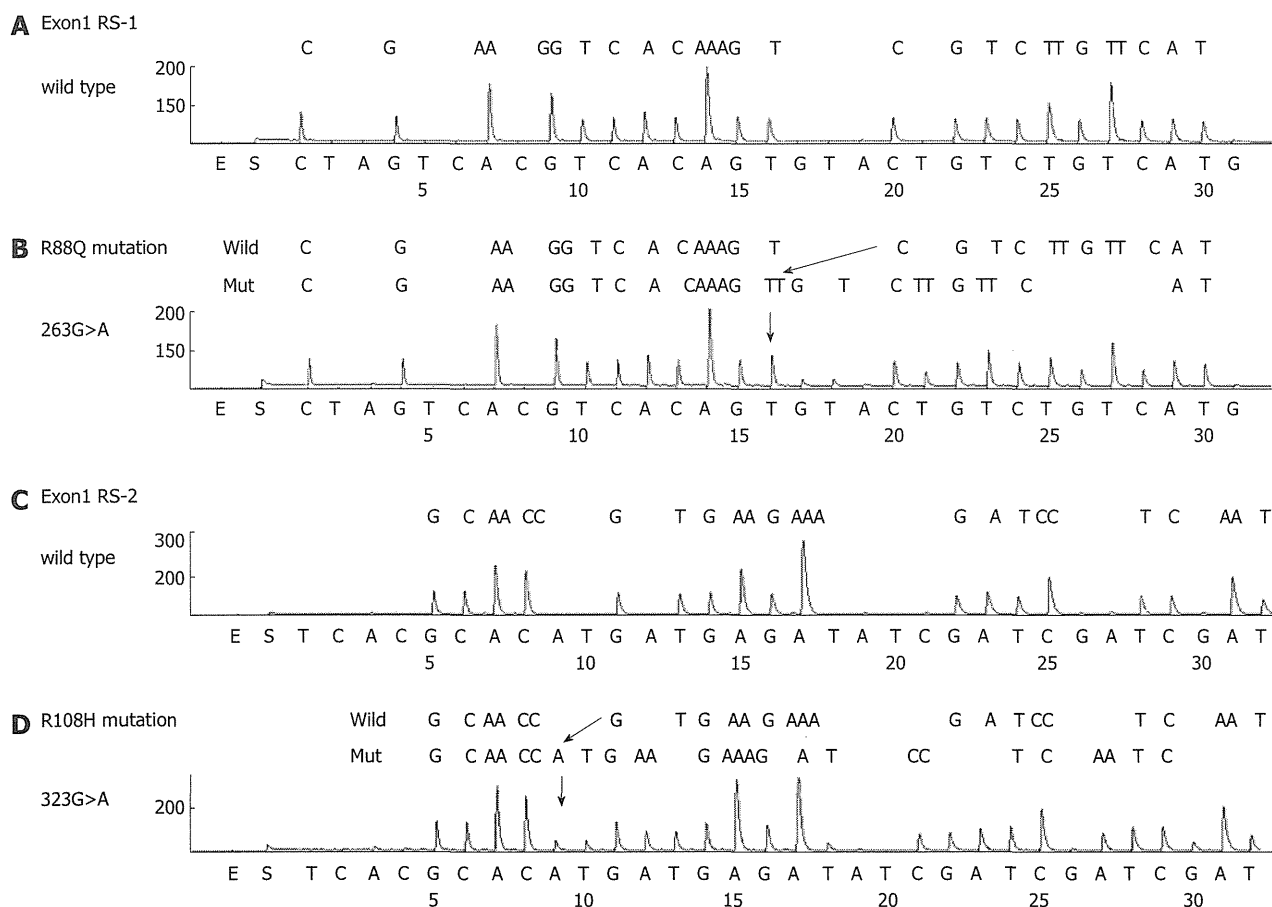 A Exon1 RS-1
C G AA GG T C A C AAAG T C G T C TT G TT C A T
wild type
200
150
E S C T A G T C A C G T C A C A G T G T A C T G T C T G T C A T G
5 10 15 20 25 30
B R88Q mutation Wild C G AA GG T C A C AAAG T C G T C TT G TT C A T
Mut C G AA GG T C A CAAAG TT G T C TT G TT C A T
263G>A
200
150
E S C T A G T C A C G T C A C A G T G T A C T G T C T G T C A T G
5 10 15 20 25 30
C Exon1 RS-2
G C AA CC G T G AA G AAA G A T CC T C AA T
wild type
300
200
E S T C A C G C A C A T G A T G A G A T A T C G A T C G A T C G A T
5 10 15 20 25 30
D R108H mutation Wild G C AA CC G T G AA G AAA G A T CC T C AA T
Mut G C AA CC A T G AA G AAAG A T CC T C AA T C
323G>A
200
E S T C A C G C A C A T G A T G A G A T A T C G A T C G A T C G A T
5 10 15 20 25 30